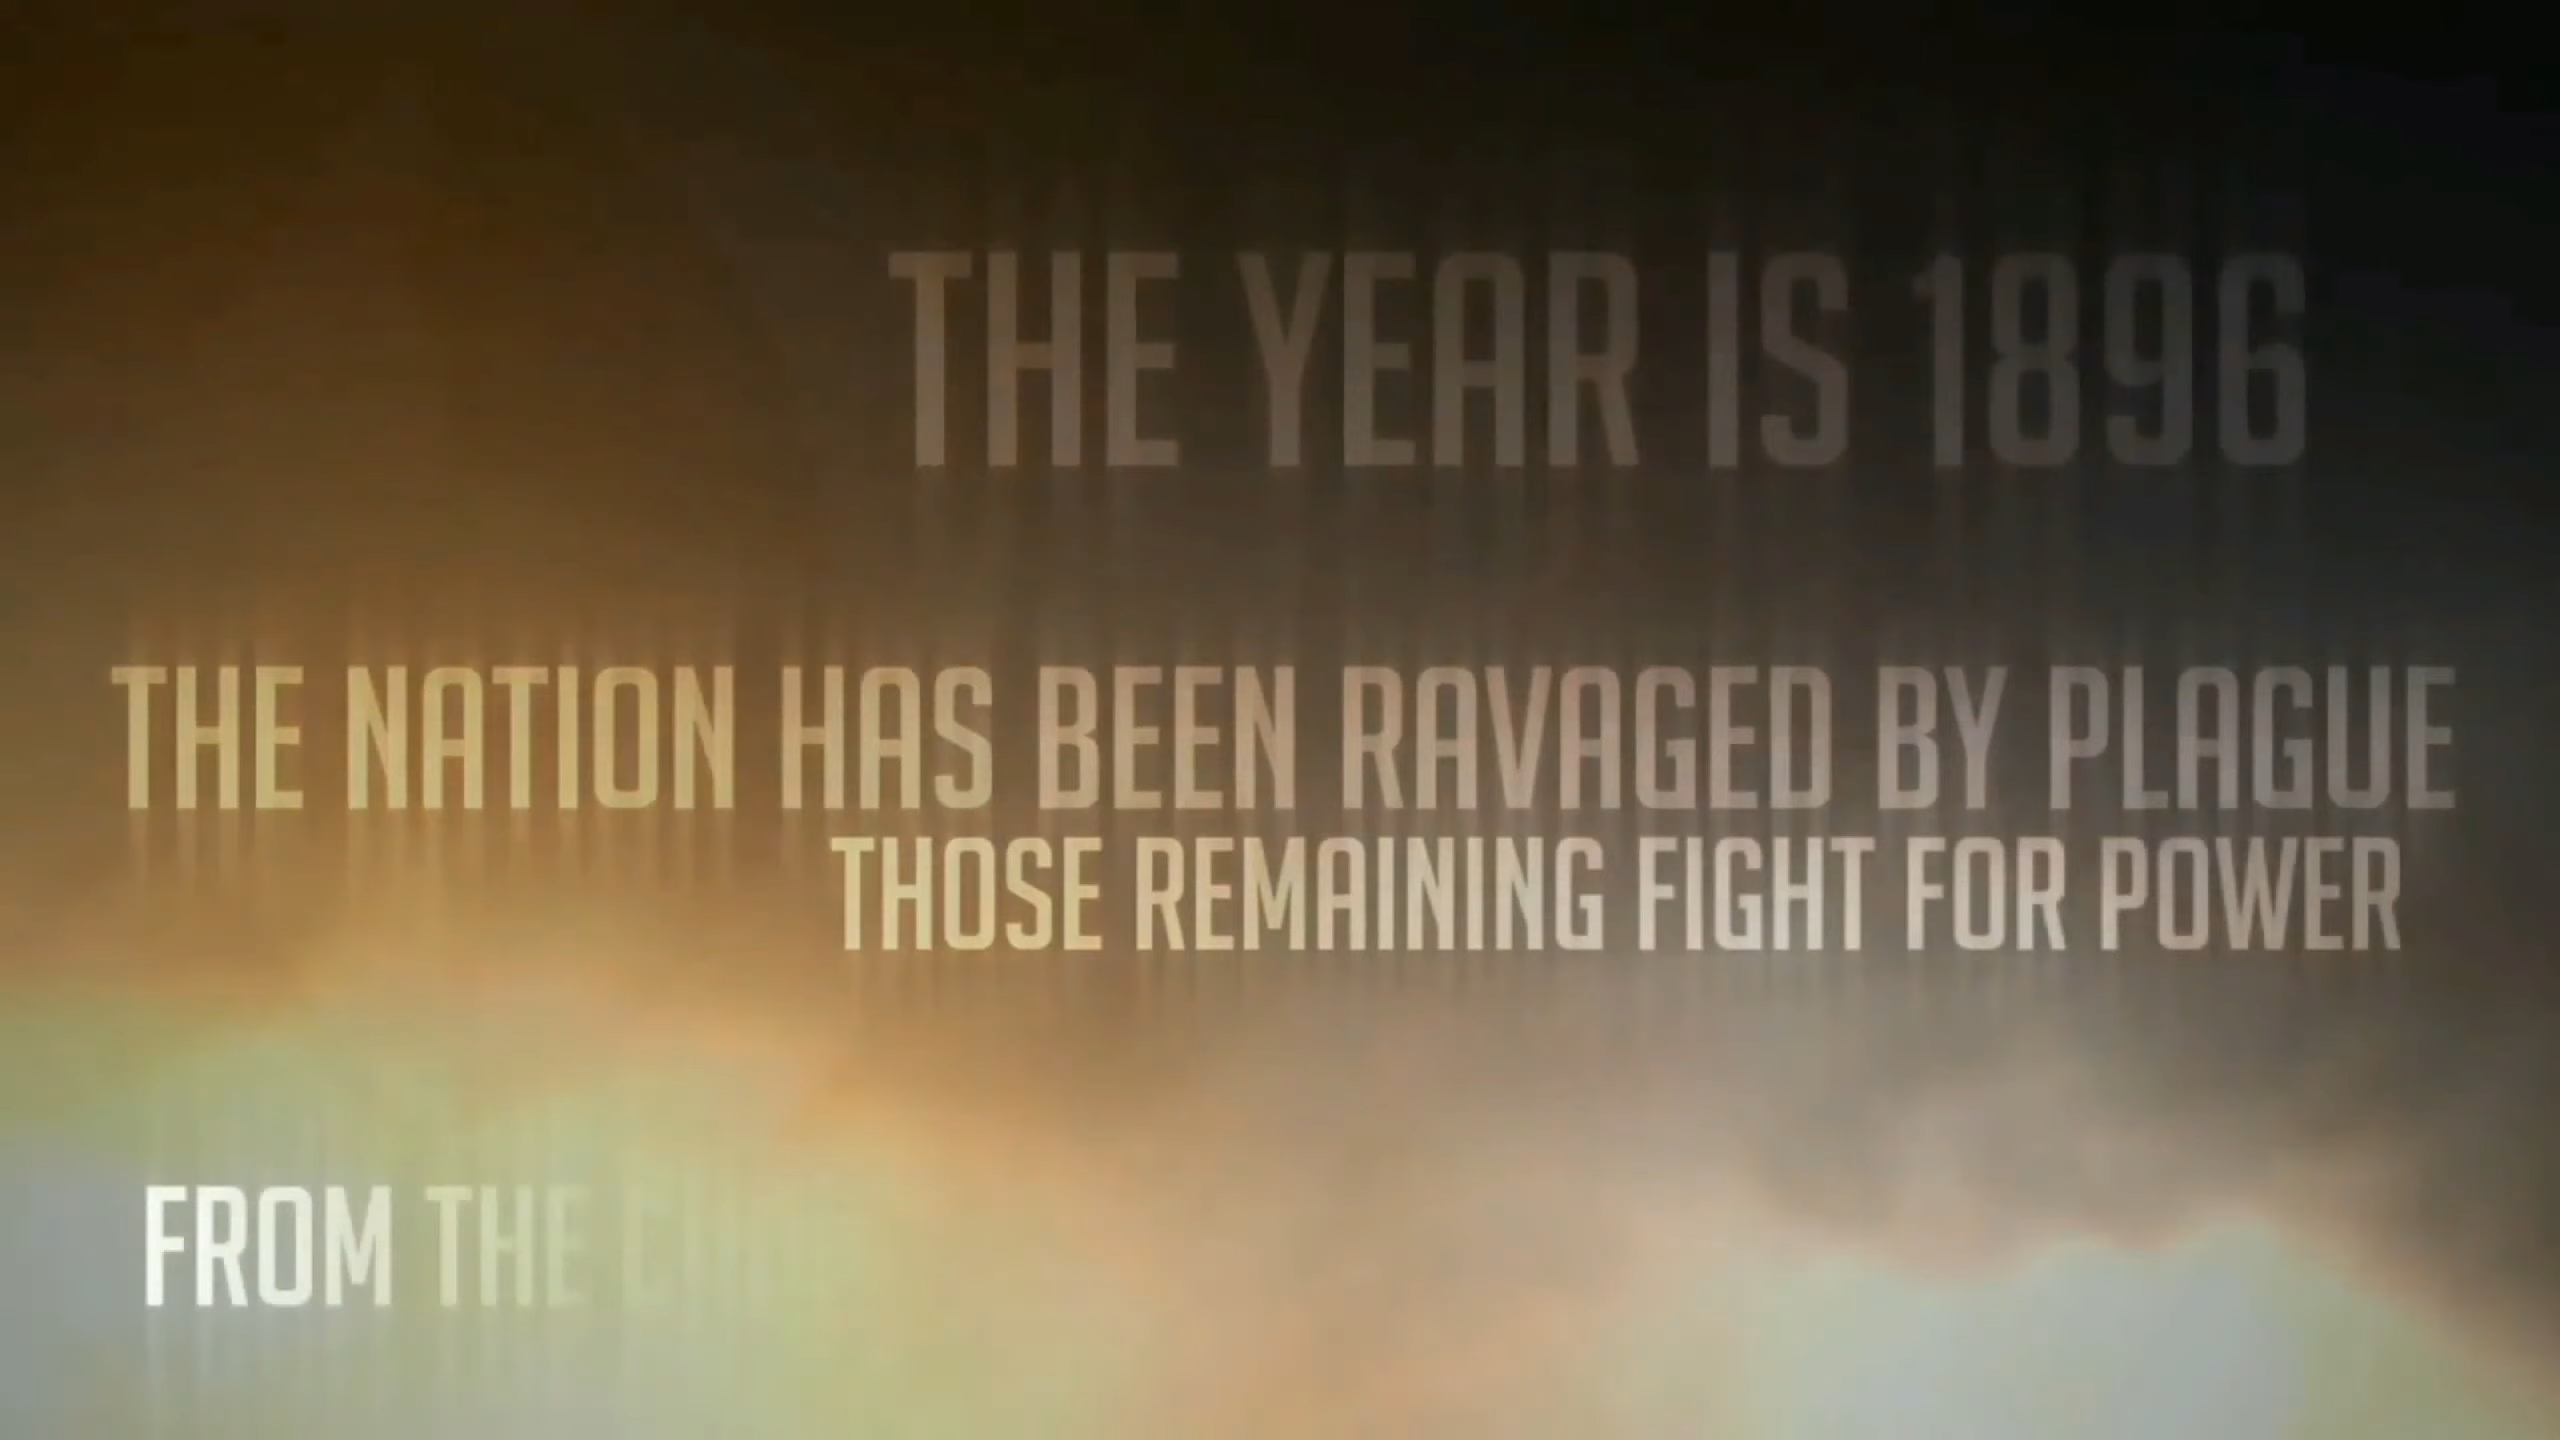 THE YEAR IS 1896
THE NATION HAS BEEN RAVAGED BY PLAGUE
THOSE REMAINING FIGHT FOR POWER
FROM THE